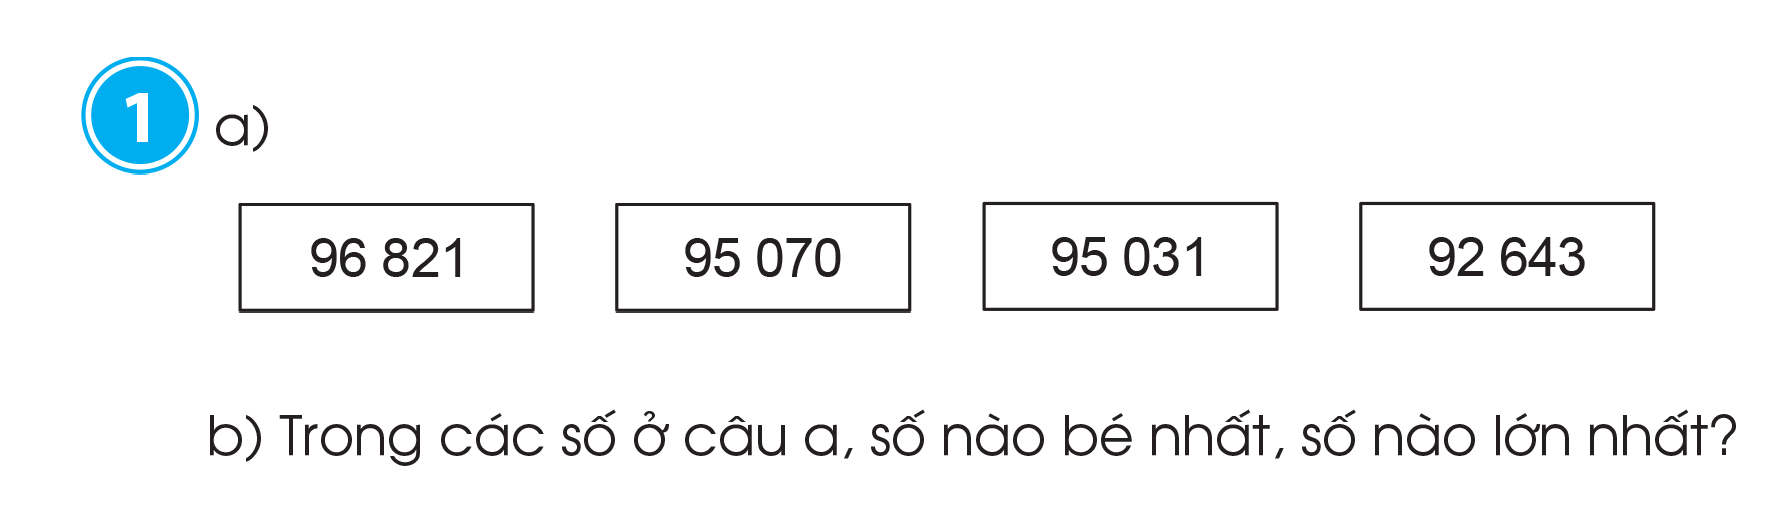 1 a)
96 821 95 070 95 031 92 643
b) Trong các số ở câu a, số nào bé nhất, số nào lớn nhất?